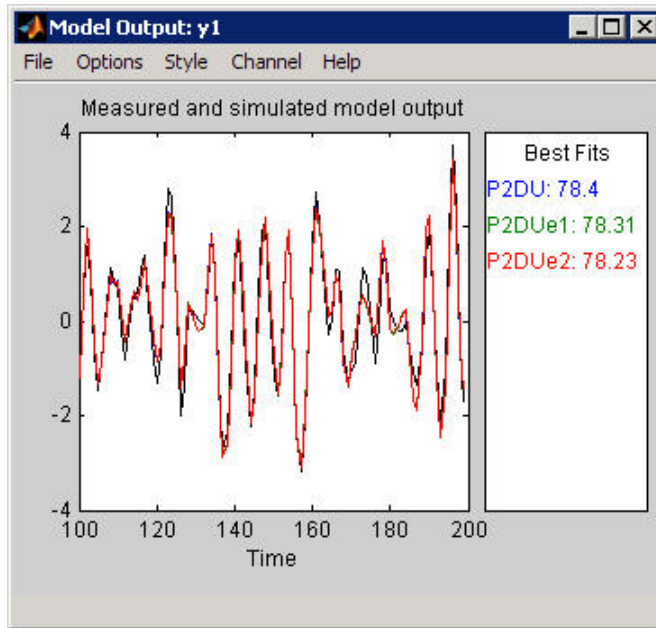 Model Output: y1
File Options Style Channel Help
Measured and simulated model output
4
2
0
-2
-4
100 120 140 160 180 200
Time
Best Fits
P2DU: 78.4
P2DUe1: 78.31
P2DUe2: 78.23